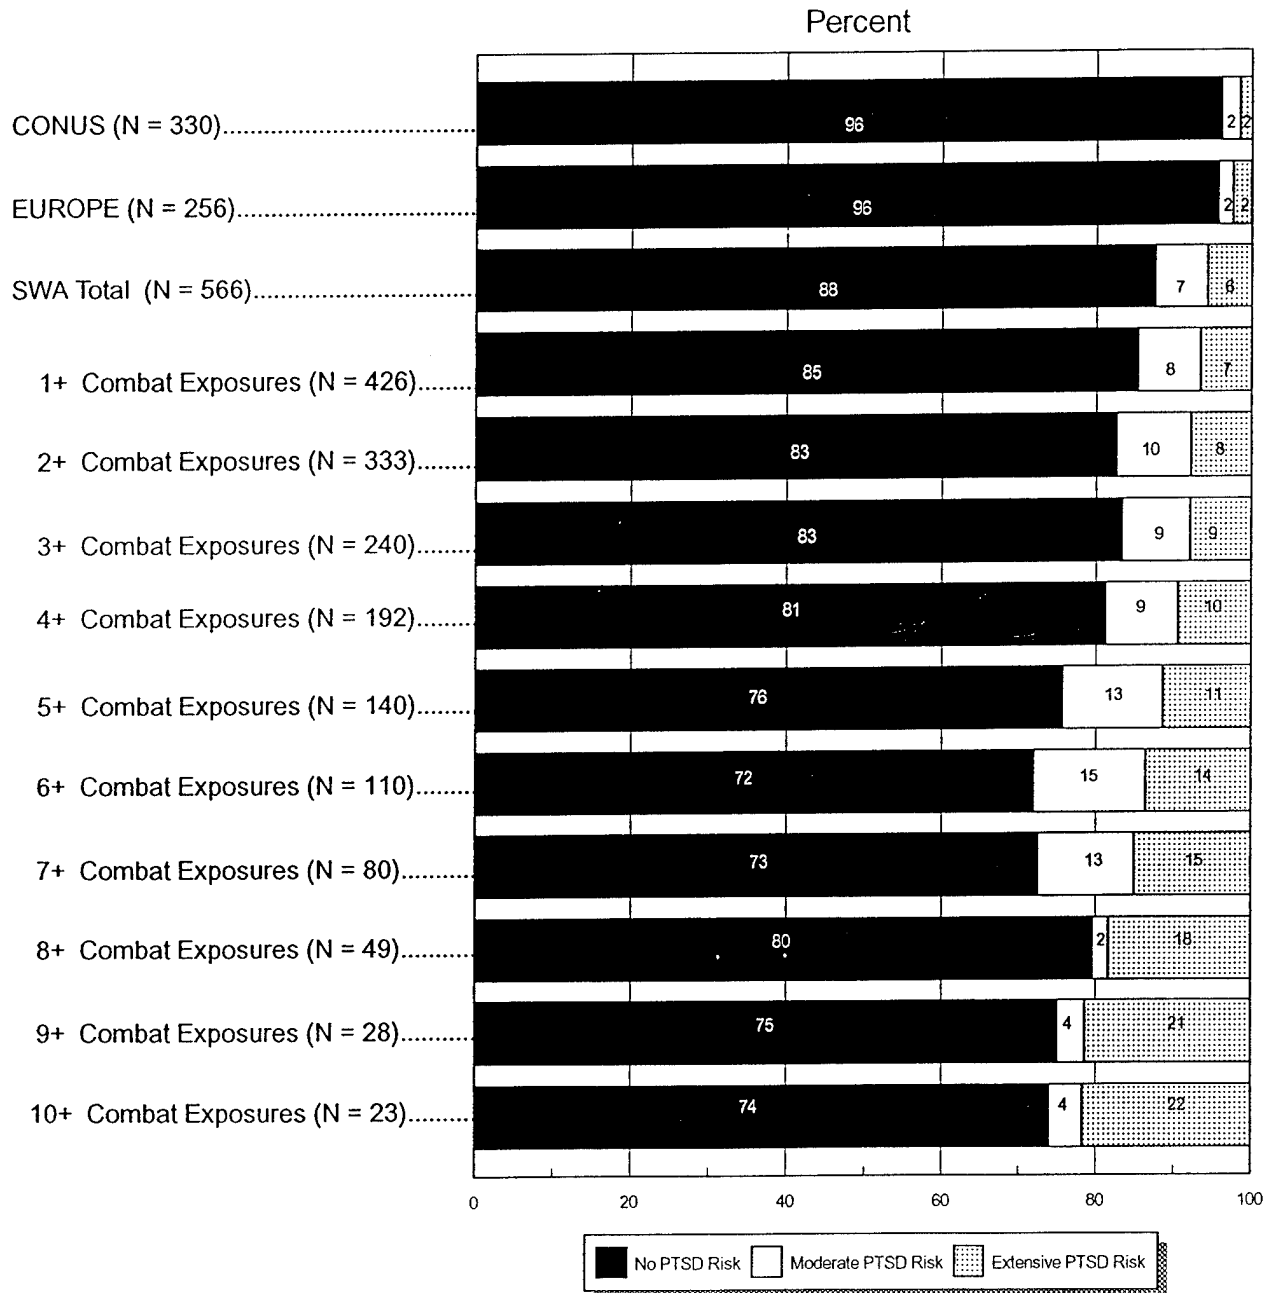 Percent
CONUS (N = 330)............................... 96 2 2
EUROPE (N = 256)............................. 96 2 2
SWA Total (N = 566)........................... 88 7 6
1+ Combat Exposures (N = 426)....... 85 8 7
2+ Combat Exposures (N = 333)....... 83 10 8
3+ Combat Exposures (N = 240)....... 83 9 9
4+ Combat Exposures (N = 192)....... 81 9 10
5+ Combat Exposures (N = 140)....... 76 13 11
6+ Combat Exposures (N = 110)....... 72 15 14
7+ Combat Exposures (N = 80)......... 73 13 15
8+ Combat Exposures (N = 49)......... 80 2 18
9+ Combat Exposures (N = 28)......... 75 4 21
10+ Combat Exposures (N = 23)........ 74 4 22
0 20 40 60 80 100
No PTSD Risk Moderate PTSD Risk Extensive PTSD Risk